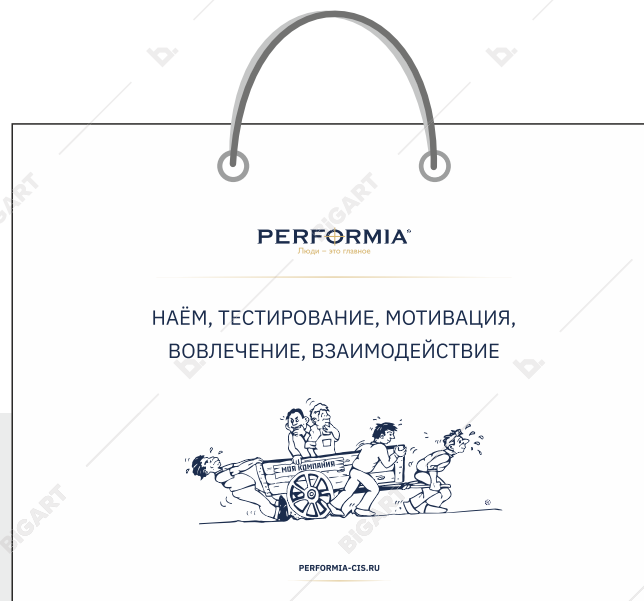 PERFORMIA
Люди – это главное
НАЁМ, ТЕСТИРОВАНИЕ, МОТИВАЦИЯ,
ВОВЛЕЧЕНИЕ, ВЗАИМОДЕЙСТВИЕ
МОЯ КОМПАНИЯ
PERFORMIA-CIS.RU
BIGART
BIGART
BIGART
BIGART